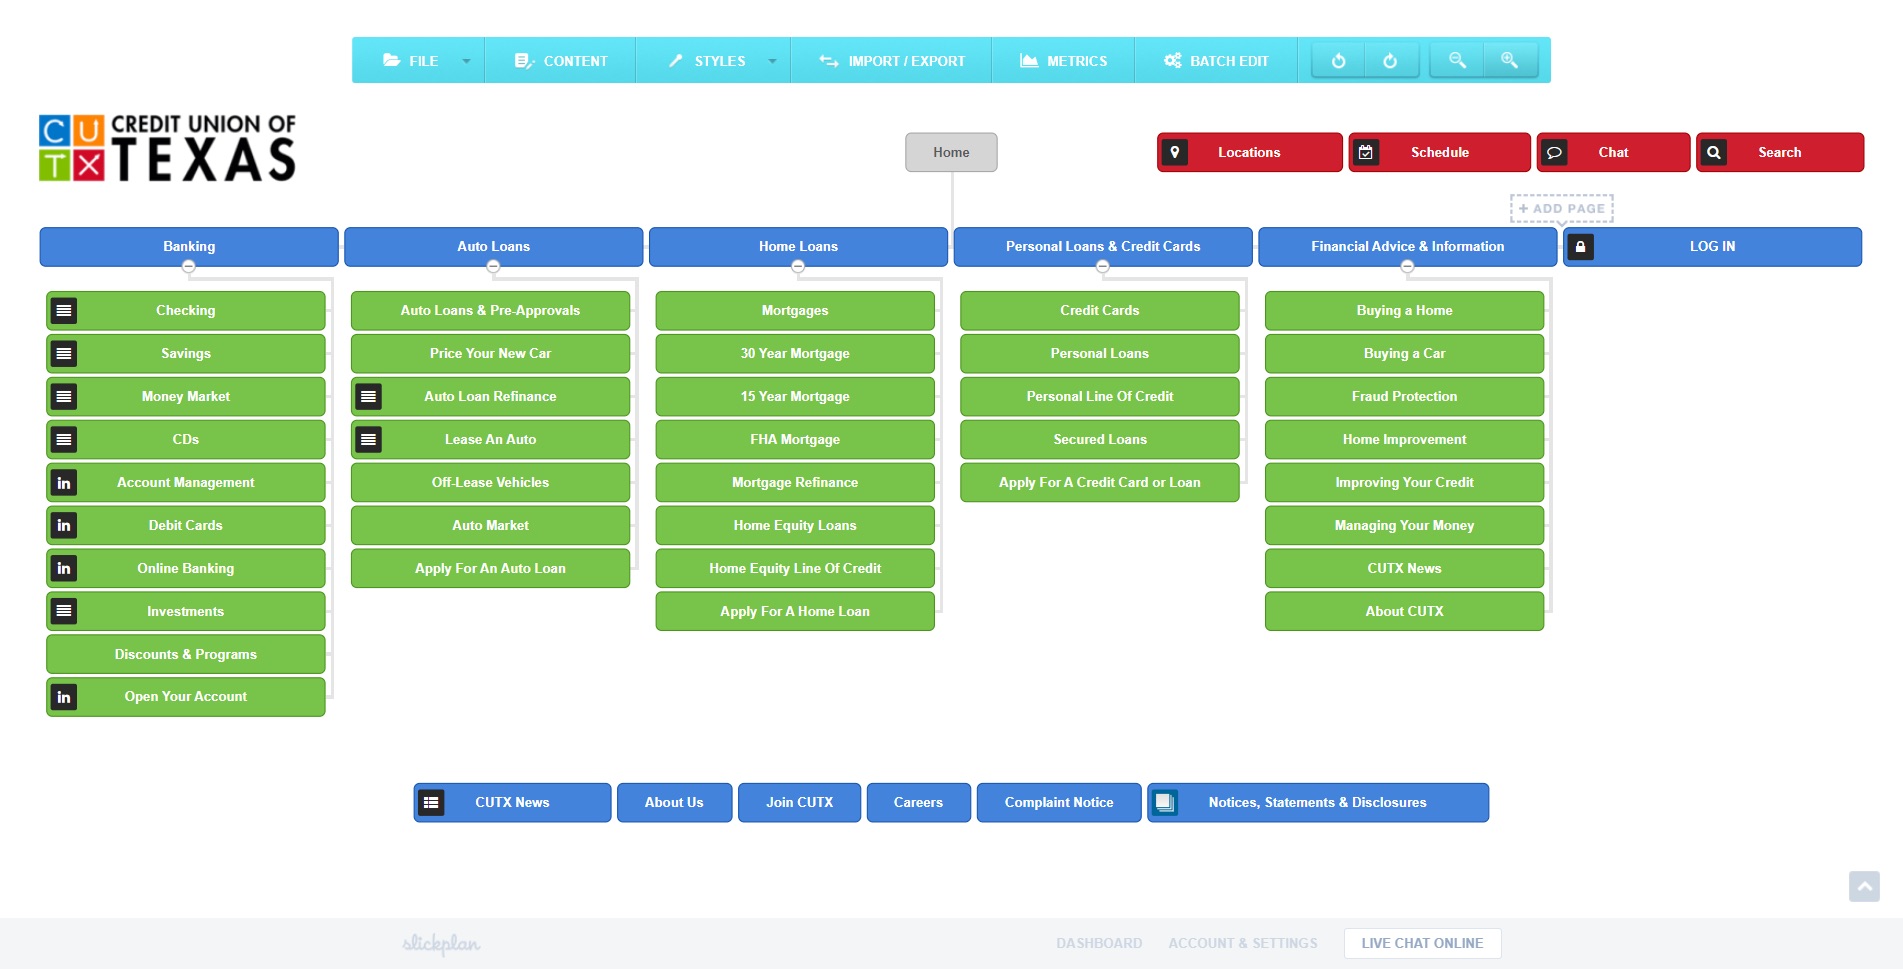 FILE
CONTENT
STYLES
IMPORT / EXPORT
METRICS
BATCH EDIT
CU
TX
CREDIT UNION OF
TEXAS
Home
Locations
Schedule
Chat
Search
+ ADD PAGE
Banking
Auto Loans
Home Loans
Personal Loans & Credit Cards
Financial Advice & Information
LOG IN
Checking
Savings
Money Market
CDs
in Account Management
in Debit Cards
in Online Banking
Investments
Discounts & Programs
in Open Your Account
Auto Loans & Pre-Approvals
Price Your New Car
Auto Loan Refinance
Lease An Auto
Off-Lease Vehicles
Auto Market
Apply For An Auto Loan
Mortgages
30 Year Mortgage
15 Year Mortgage
FHA Mortgage
Mortgage Refinance
Home Equity Loans
Home Equity Line Of Credit
Apply For A Home Loan
Credit Cards
Personal Loans
Personal Line Of Credit
Secured Loans
Apply For A Credit Card or Loan
Buying a Home
Buying a Car
Fraud Protection
Home Improvement
Improving Your Credit
Managing Your Money
CUTX News
About CUTX
CUTX News
About Us
Join CUTX
Careers
Complaint Notice
Notices, Statements & Disclosures
slickplan
DASHBOARD
ACCOUNT & SETTINGS
LIVE CHAT ONLINE